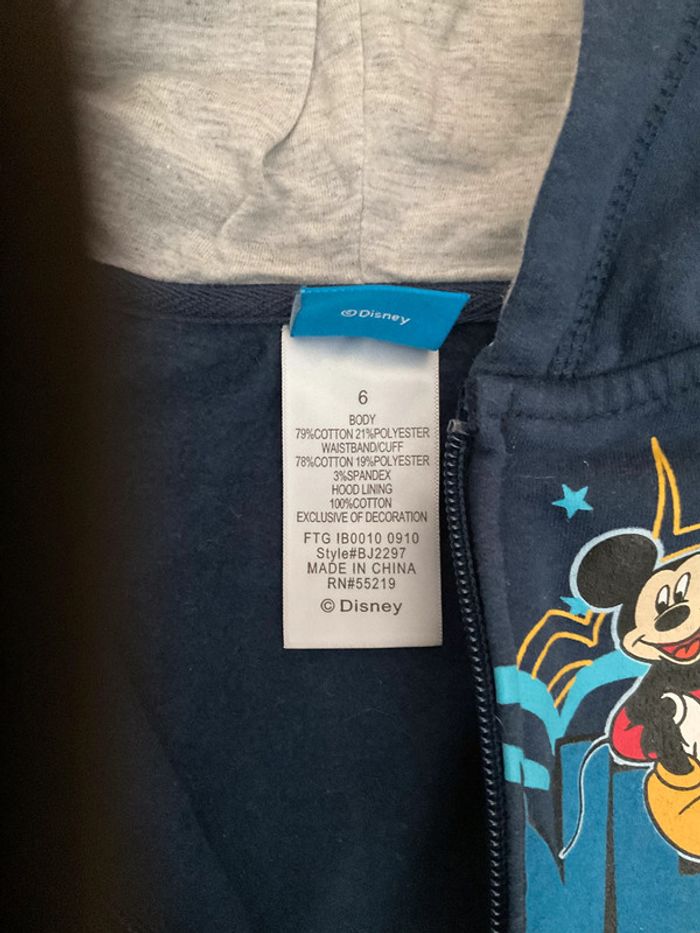 ©Disney
6
BODY
79%COTTON 21%POLYESTER
WAISTBAND/CUFF
78%COTTON 19%POLYESTER
3%SPANDEX
HOOD LINING
100%COTTON
EXCLUSIVE OF DECORATION
FTG IB0010 0910
Style#BJ2297
MADE IN CHINA
RN#55219
© Disney